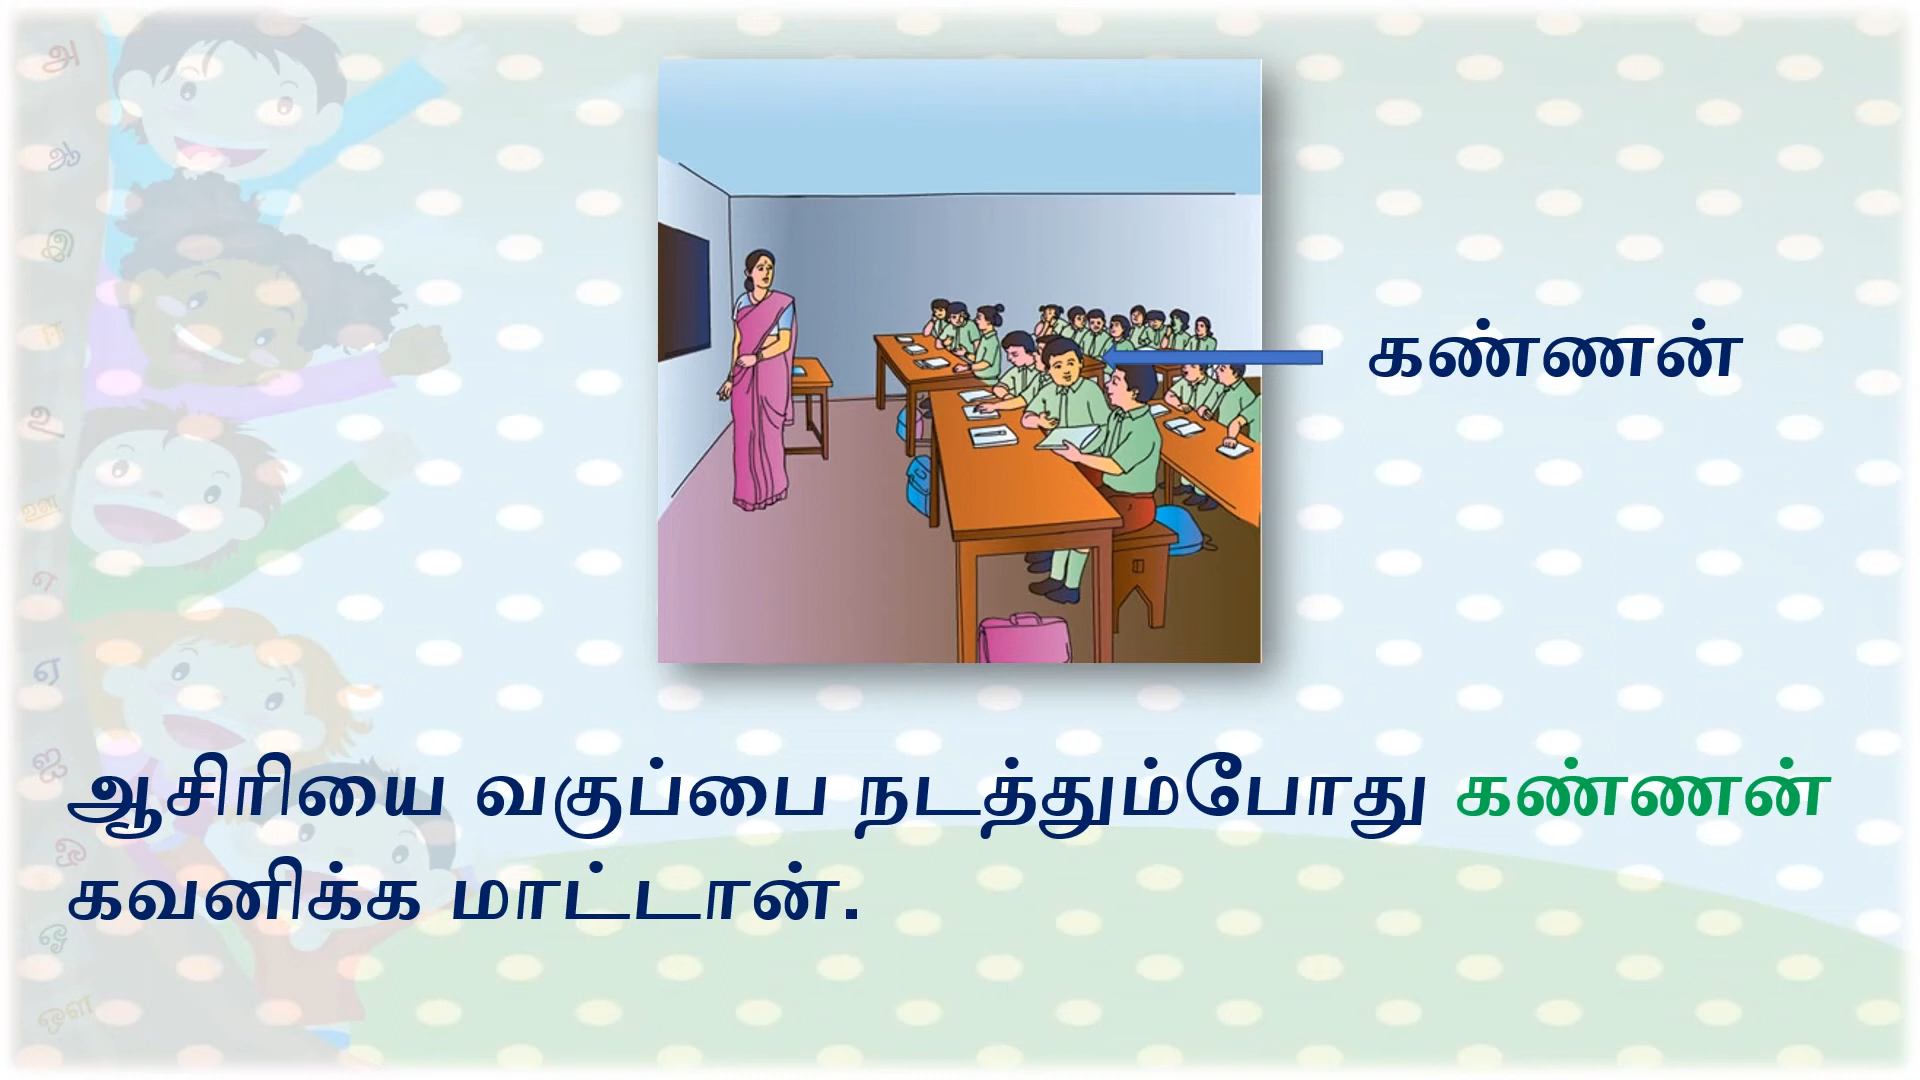 அ
ஆ
இ
ஈ
உ
ஊ
எ
ஏ
ஐ
ஒ
ஓ
ஔ
கண்ணன்
ஆசிரியை வகுப்பை நடத்தும்போது கண்ணன்
கவனிக்க மாட்டான்.